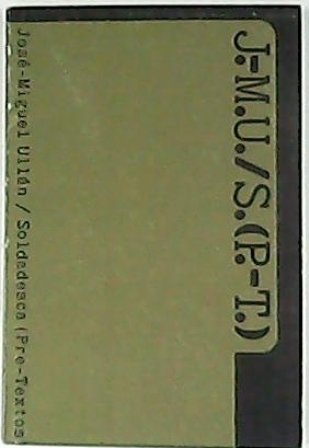 J.-M.U./S.(P.-T.)
José-Miguel Ullán / Soldadesca (Pre-Textos